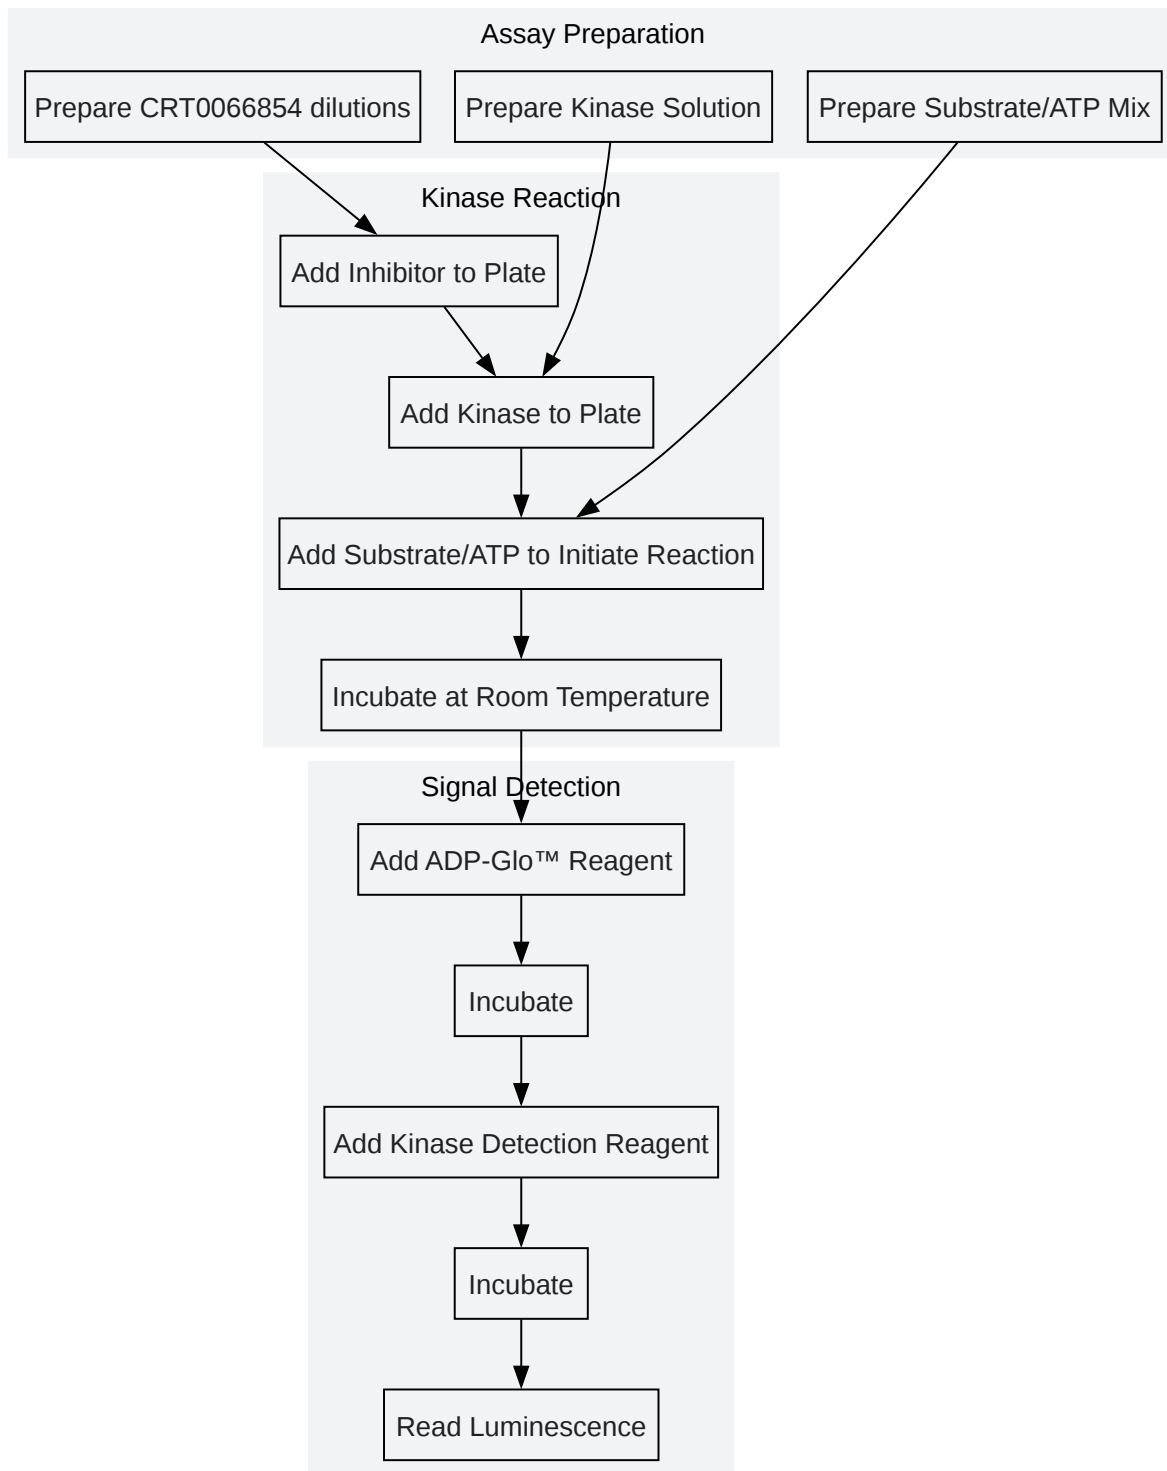 Assay Preparation
Prepare CRT0066854 dilutions
Prepare Kinase Solution
Prepare Substrate/ATP Mix
Kinase Reaction
Add Inhibitor to Plate
Add Kinase to Plate
Add Substrate/ATP to Initiate Reaction
Incubate at Room Temperature
Signal Detection
Add ADP-Glo™ Reagent
Incubate
Add Kinase Detection Reagent
Incubate
Read Luminescence